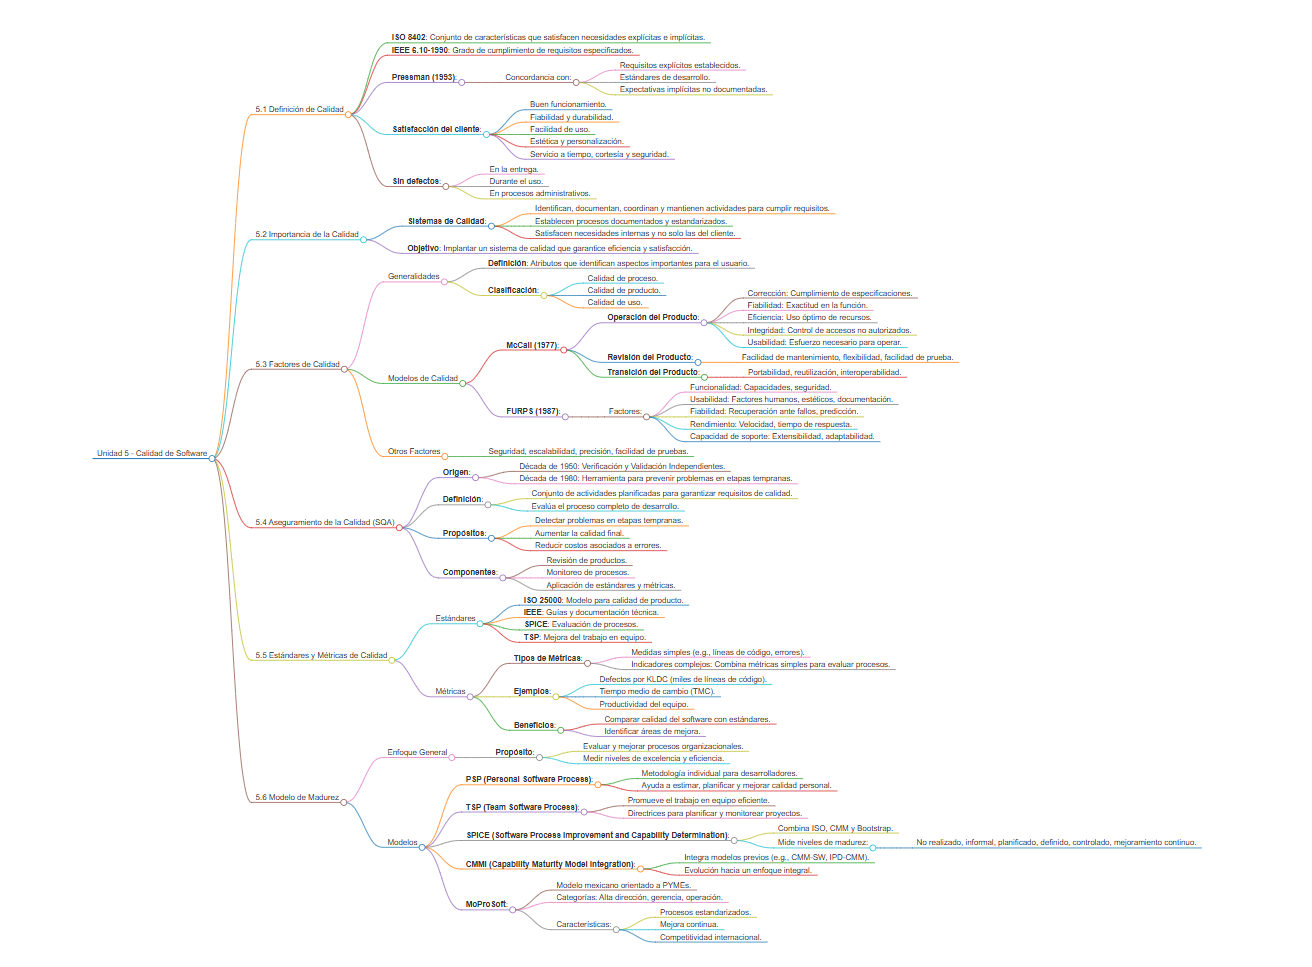 Unidad 5 - Calidad de Software
5.1 Definición de Calidad
ISO 8402: Conjunto de características que satisfacen necesidades explícitas e implícitas.
IEEE 6.10-1990: Grado de cumplimiento de requisitos especificados.
Pressman (1993):
Concordancia con:
Requisitos explícitos establecidos.
Estándares de desarrollo.
Expectativas implícitas no documentadas.
Satisfacción del cliente:
Buen funcionamiento.
Fiabilidad y durabilidad.
Facilidad de uso.
Estética y personalización.
Servicio a tiempo, cortesía y seguridad.
Sin defectos:
En la entrega.
Durante el uso.
En procesos administrativos.
5.2 Importancia de la Calidad
Sistemas de Calidad:
Identifican, documentan, coordinan y mantienen actividades para cumplir requisitos.
Establecen procesos documentados y estandarizados.
Satisfacen necesidades internas y no solo las del cliente.
Objetivo: Implantar un sistema de calidad que garantice eficiencia y satisfacción.
5.3 Factores de Calidad
Generalidades
Definición: Atributos que identifican aspectos importantes para el usuario.
Clasificación:
Calidad de proceso.
Calidad de producto.
Calidad de uso.
Modelos de Calidad
McCall (1977):
Operación del Producto:
Corrección: Cumplimiento de especificaciones.
Fiabilidad: Exactitud en la función.
Eficiencia: Uso óptimo de recursos.
Integridad: Control de accesos no autorizados.
Usabilidad: Esfuerzo necesario para operar.
Revisión del Producto:
Facilidad de mantenimiento, flexibilidad, facilidad de prueba.
Transición del Producto:
Portabilidad, reutilización, interoperabilidad.
FURPS (1987):
Factores:
Funcionalidad: Capacidades, seguridad.
Usabilidad: Factores humanos, estéticos, documentación.
Fiabilidad: Recuperación ante fallos, predicción.
Rendimiento: Velocidad, tiempo de respuesta.
Capacidad de soporte: Extensibilidad, adaptabilidad.
Otros Factores
Seguridad, escalabilidad, precisión, facilidad de pruebas.
5.4 Aseguramiento de la Calidad (SQA)
Origen:
Década de 1950: Verificación y Validación Independientes.
Década de 1980: Herramienta para prevenir problemas en etapas tempranas.
Definición:
Conjunto de actividades planificadas para garantizar requisitos de calidad.
Evalúa el proceso completo de desarrollo.
Propósitos:
Detectar problemas en etapas tempranas.
Aumentar la calidad final.
Reducir costos asociados a errores.
Componentes:
Revisión de productos.
Monitoreo de procesos.
Aplicación de estándares y métricas.
5.5 Estándares y Métricas de Calidad
Estándares
ISO 25000: Modelo para calidad de producto.
IEEE: Guías y documentación técnica.
SPICE: Evaluación de procesos.
TSP: Mejora del trabajo en equipo.
Métricas
Tipos de Métricas:
Medidas simples (e.g., líneas de código, errores).
Indicadores complejos: Combina métricas simples para evaluar procesos.
Ejemplos:
Defectos por KLDC (miles de líneas de código).
Tiempo medio de cambio (TMC).
Productividad del equipo.
Beneficios:
Comparar calidad del software con estándares.
Identificar áreas de mejora.
5.6 Modelo de Madurez
Enfoque General
Propósito:
Evaluar y mejorar procesos organizacionales.
Medir niveles de excelencia y eficiencia.
Modelos
PSP (Personal Software Process):
Metodología individual para desarrolladores.
Ayuda a estimar, planificar y mejorar calidad personal.
TSP (Team Software Process):
Promueve el trabajo en equipo eficiente.
Directrices para planificar y monitorear proyectos.
SPICE (Software Process Improvement and Capability Determination):
Combina ISO, CMM y Bootstrap.
Mide niveles de madurez:
No realizado, informal, planificado, definido, controlado, mejoramiento continuo.
CMMI (Capability Maturity Model Integration):
Integra modelos previos (e.g., CMM-SW, IPD-CMM).
Evolución hacia un enfoque integral.
MoProSoft:
Modelo mexicano orientado a PYMEs.
Categorías: Alta dirección, gerencia, operación.
Características:
Procesos estandarizados.
Mejora continua.
Competitividad internacional.